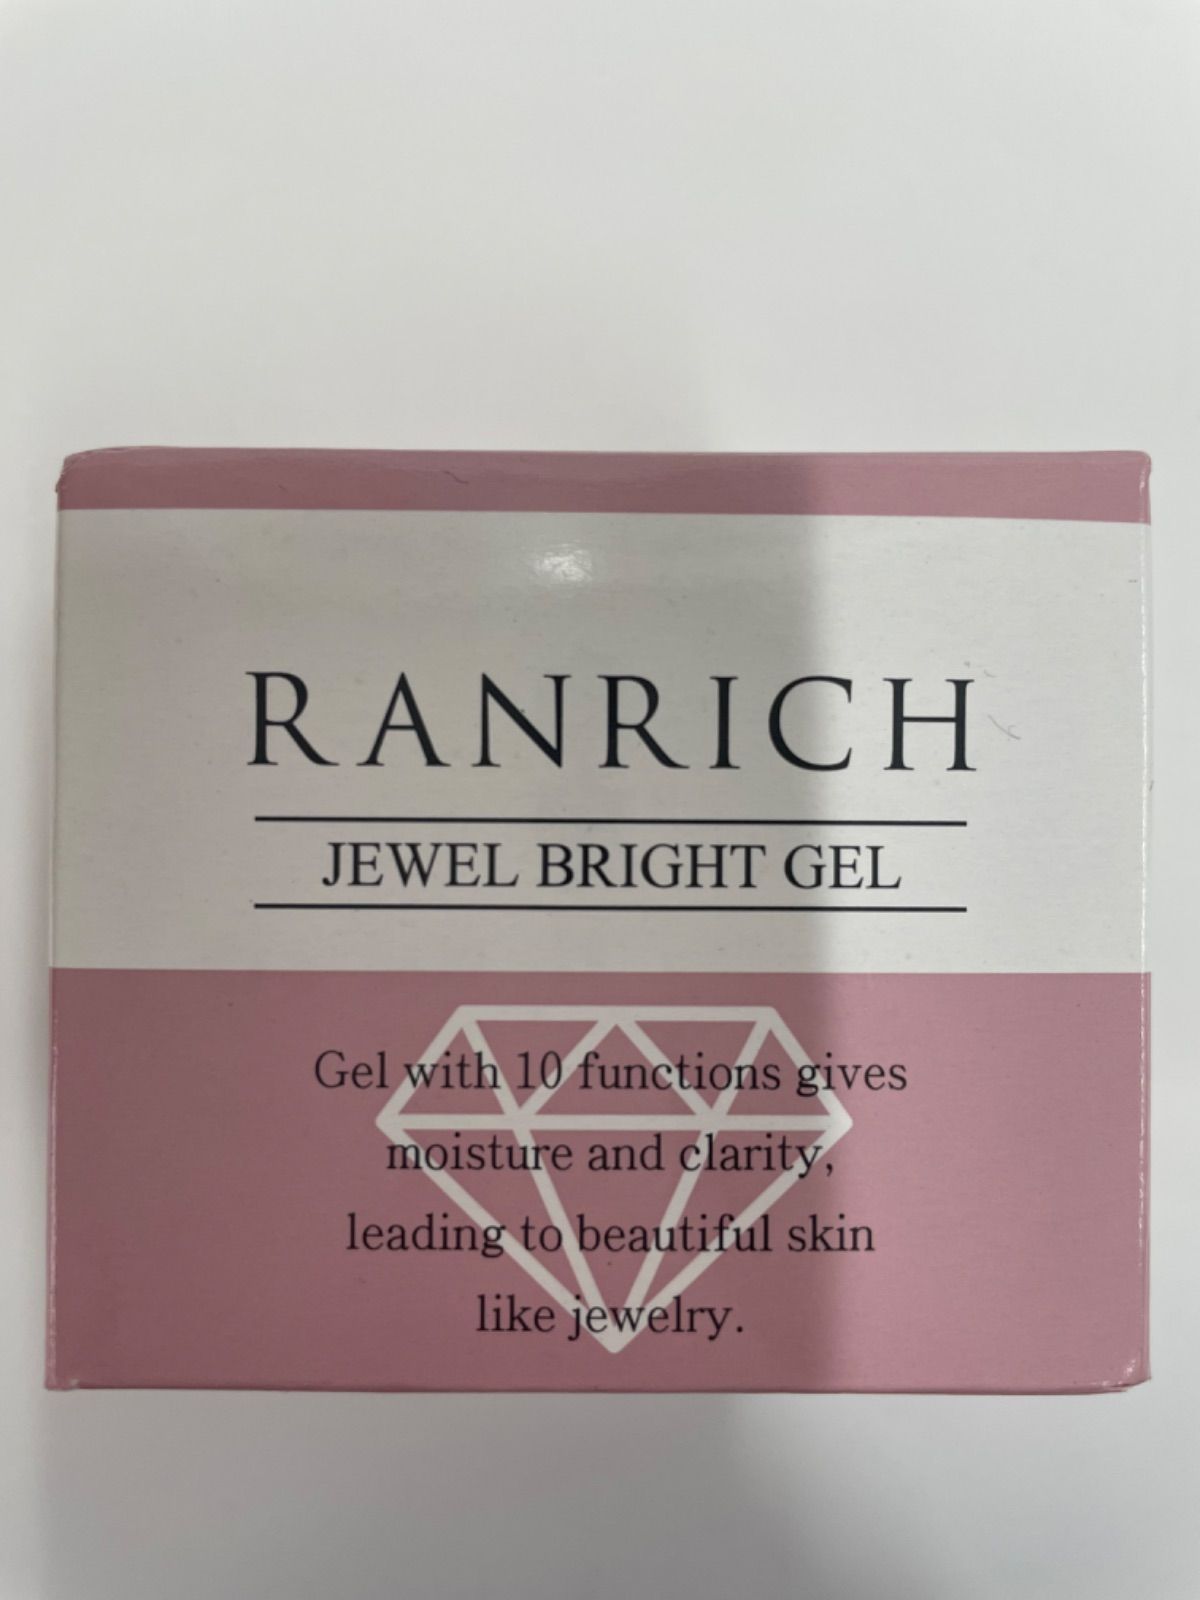 RANRICH
JEWEL BRIGHT GEL
Gel with 10 functions gives
moisture and clarity,
leading to beautiful skin
like jewelry.